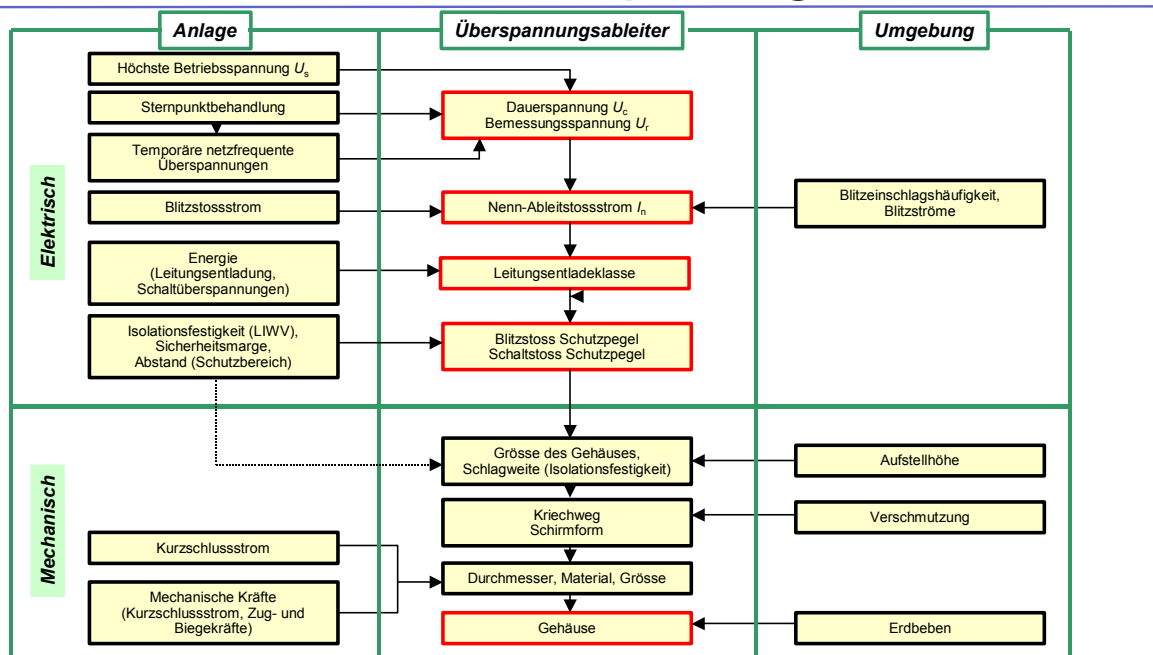 Anlage
Überspannungsableiter
Umgebung
Elektrisch
Höchste Betriebsspannung Us
Sternpunktbehandlung
Temporäre netzfrequente
Überspannungen
Blitzstossstrom
Energie
(Leitungsentladung,
Schaltüberspannungen)
Isolationsfestigkeit (LIWV),
Sicherheitsmarge,
Abstand (Schutzbereich)
Dauerspannung Uc
Bemessungsspannung Ur
Nenn-Ableitstossstrom In
Leitungsentladeklasse
Blitzstoss Schutzpegel
Schaltstoss Schutzpegel
Blitzeinschlagshäufigkeit,
Blitzströme
Mechanisch
Kurzschlussstrom
Mechanische Kräfte
(Kurzschlussstrom, Zug- und
Biegekräfte)
Grösse des Gehäuses,
Schlagweite (Isolationsfestigkeit)
Kriechweg
Schirmform
Durchmesser, Material, Grösse
Gehäuse
Aufstellhöhe
Verschmutzung
Erdbeben